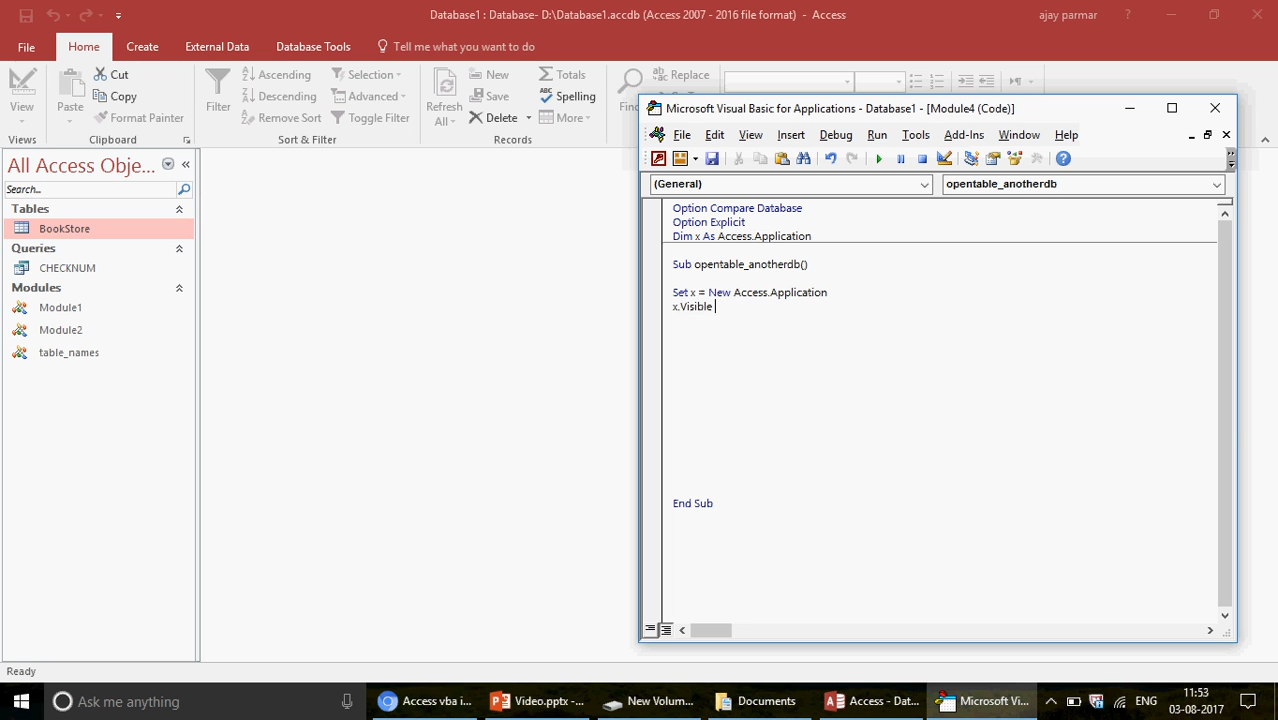 Database1 : Database- D:\Database1.accdb (Access 2007 - 2016 file format) - Access
ajay parmar
?
File
Home
Create
External Data
Database Tools
Tell me what you want to do
View
Views
Paste
Cut
Copy
Format Painter
Clipboard
Filter
Ascending
Descending
Remove Sort
Selection
Advanced
Toggle Filter
Sort & Filter
Refresh
All
New
Save
Delete
Totals
Spelling
More
Records
Find
Replace
All Access Obje...
Search...
Tables
BookStore
Queries
CHECKNUM
Modules
Module1
Module2
table_names
Microsoft Visual Basic for Applications - Database1 - [Module4 (Code)]
File Edit View Insert Debug Run Tools Add-Ins Window Help
(General)
opentable_anotherdb
Option Compare Database
Option Explicit
Dim x As Access.Application
Sub opentable_anotherdb()
Set x = New Access.Application
x.Visible
End Sub
Ready
Ask me anything
Access vba i...
Video.pptx -...
New Volum...
Documents
Access - Dat...
Microsoft Vi...
ENG
11:53
03-08-2017